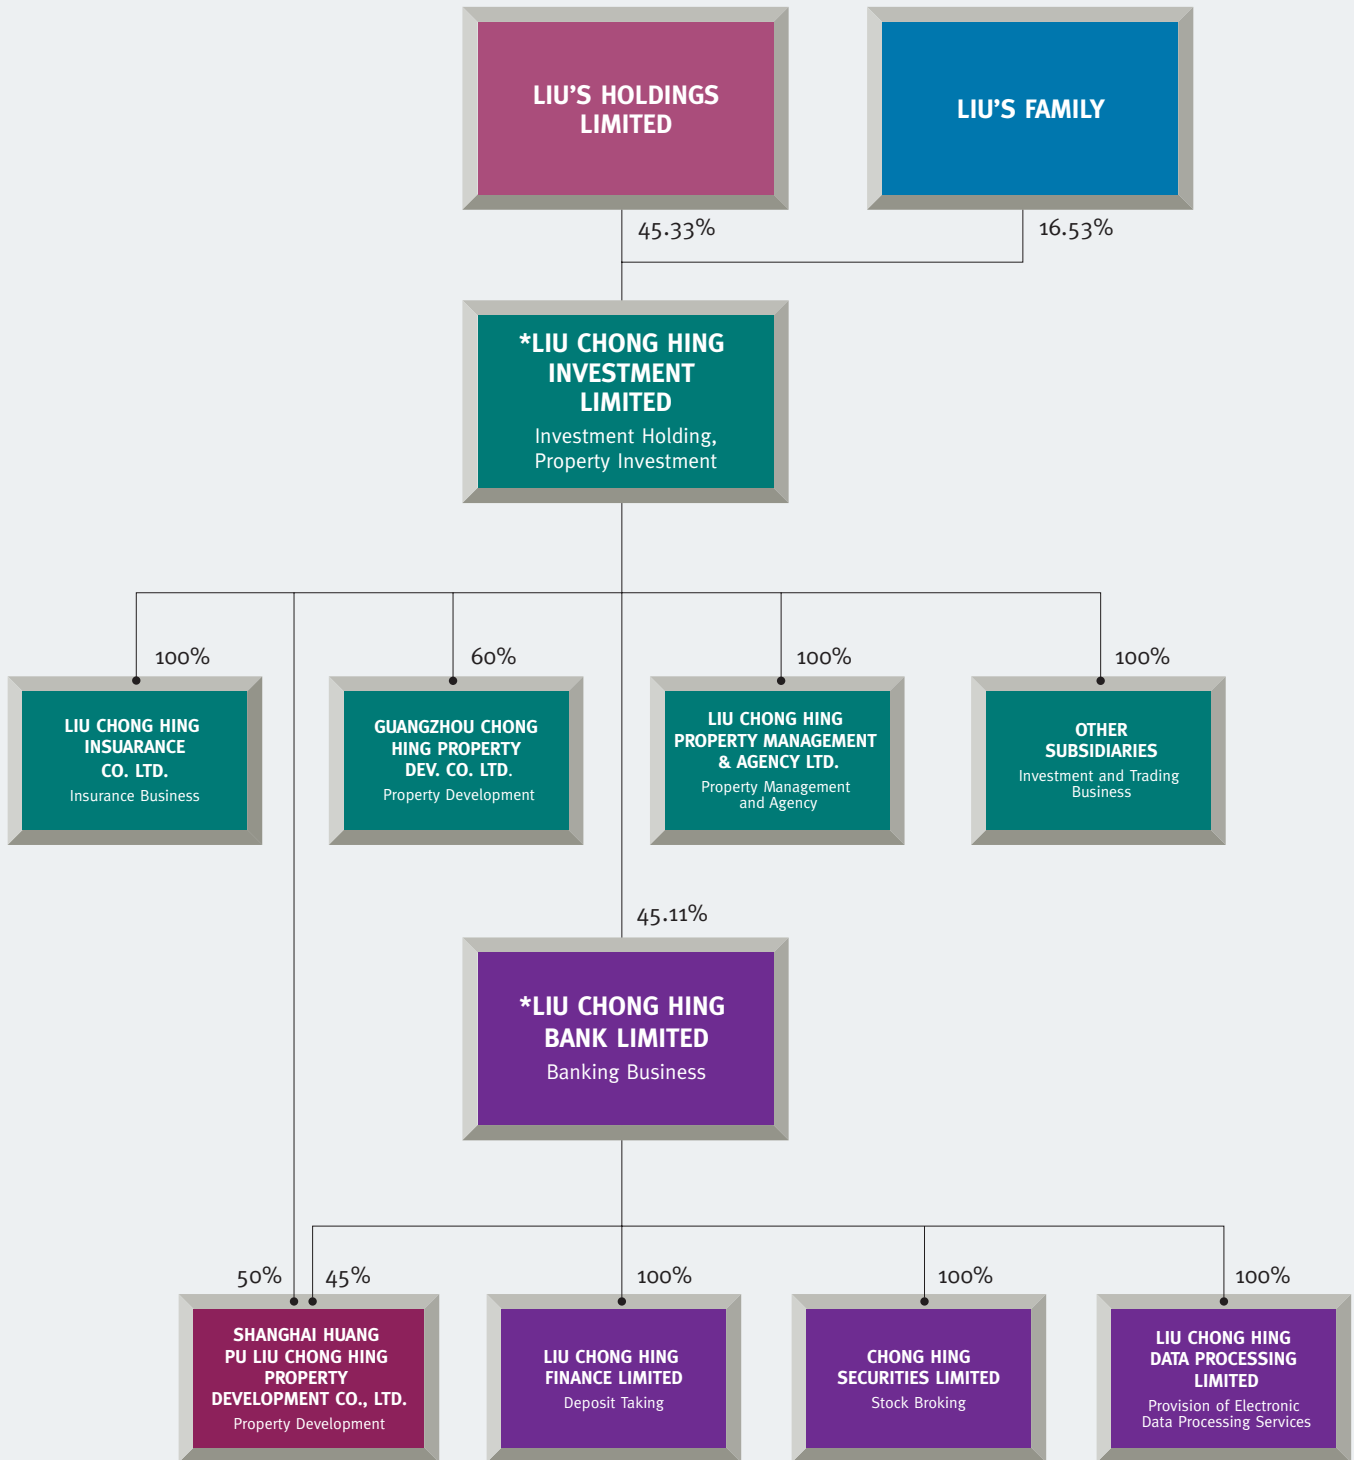 LIU’S HOLDINGS
LIMITED
LIU’S FAMILY
45.33%
16.53%
*LIU CHONG HING
INVESTMENT
LIMITED
Investment Holding,
Property Investment
100%
60%
100%
100%
LIU CHONG HING
INSUARANCE
CO. LTD.
Insurance Business
GUANGZHOU CHONG
HING PROPERTY
DEV. CO. LTD.
Property Development
LIU CHONG HING
PROPERTY MANAGEMENT
& AGENCY LTD.
Property Management
and Agency
OTHER
SUBSIDIARIES
Investment and Trading
Business
45.11%
*LIU CHONG HING
BANK LIMITED
Banking Business
50%
45%
100%
100%
100%
SHANGHAI HUANG
PU LIU CHONG HING
PROPERTY
DEVELOPMENT CO., LTD.
Property Development
LIU CHONG HING
FINANCE LIMITED
Deposit Taking
CHONG HING
SECURITIES LIMITED
Stock Broking
LIU CHONG HING
DATA PROCESSING
LIMITED
Provision of Electronic
Data Processing Services